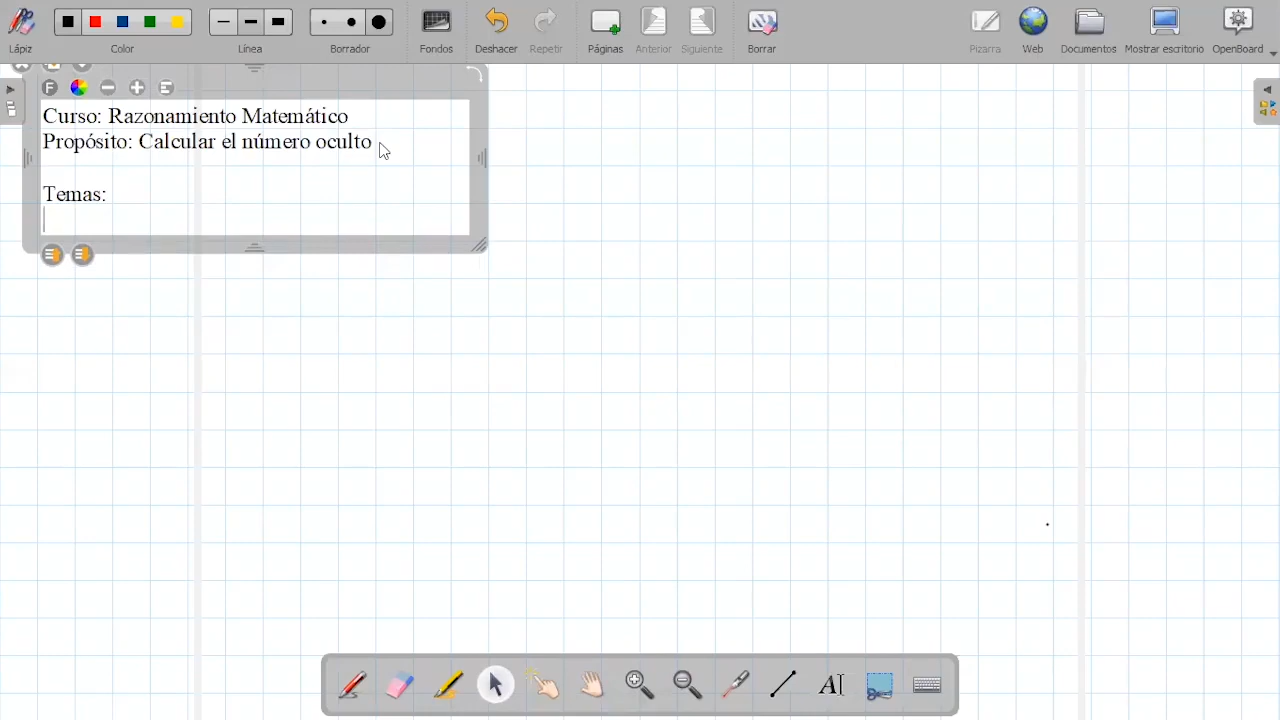 Lápiz
Color
Línea
Borrador
Fondos
Deshacer
Repetir
Páginas
Anterior
Siguiente
Borrar
Pizarra
Web
Documentos
Mostrar escritorio
OpenBoard
F
Curso: Razonamiento Matemático
Propósito: Calcular el número oculto
Temas:
AI